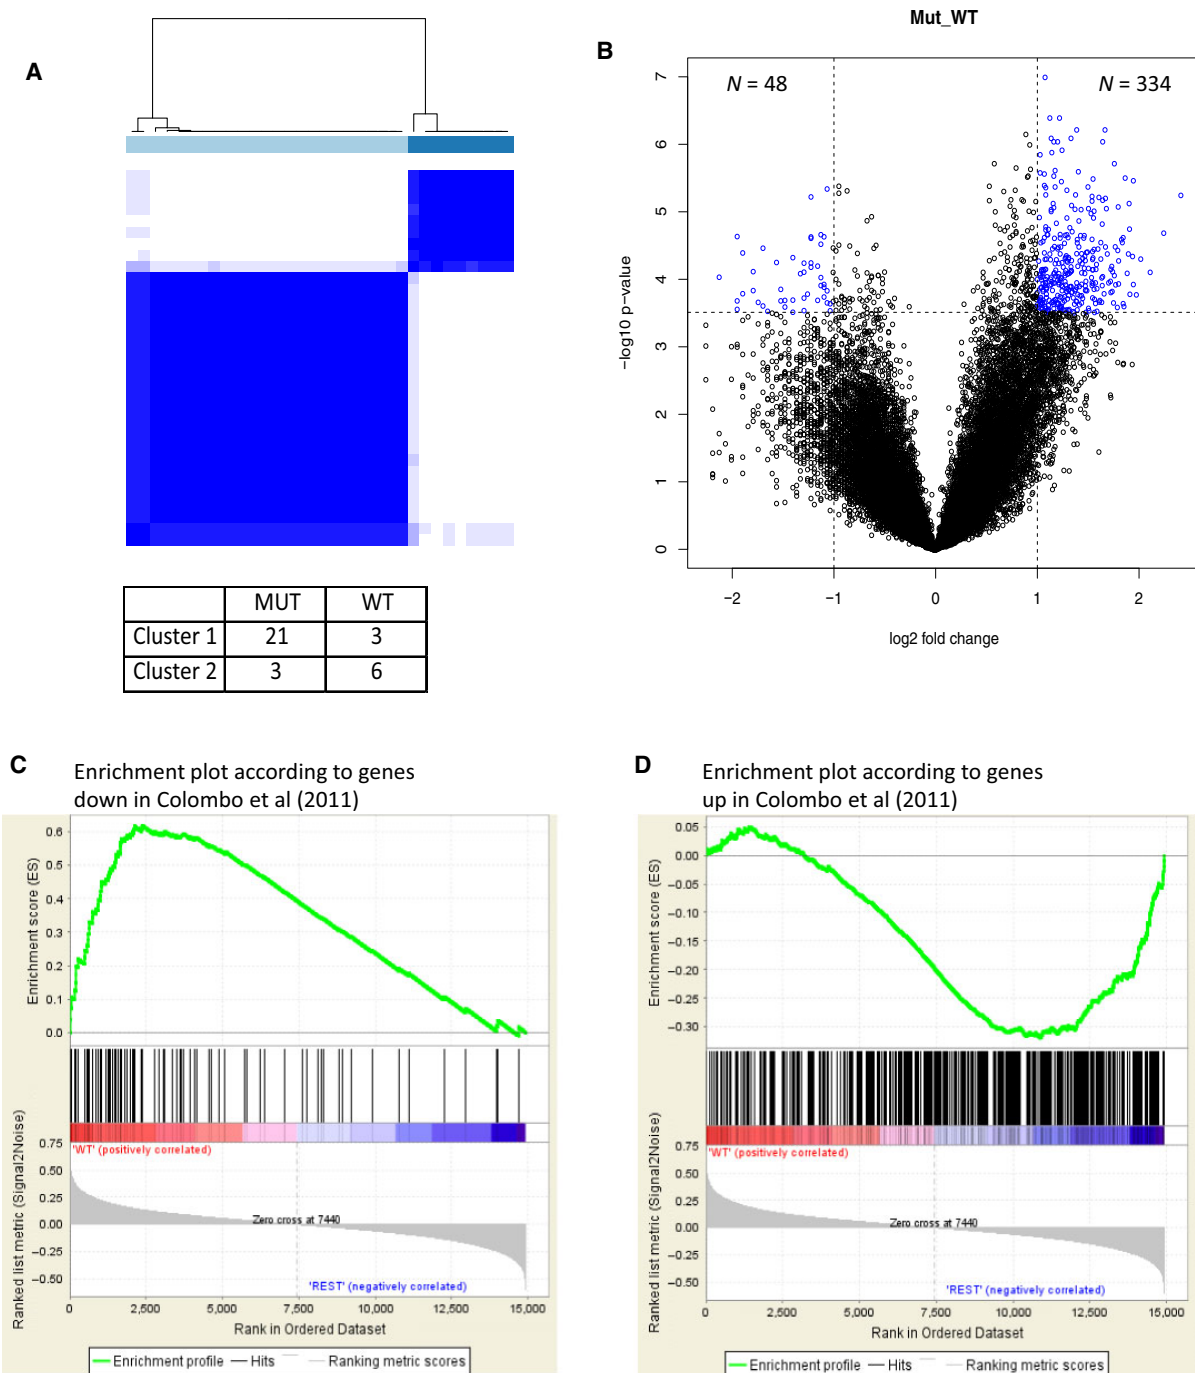 A
MUT WT
Cluster 1 21 3
Cluster 2 3 6
B
Mut_WT
N = 48
N = 334
−log10 p−value
7
6
5
4
3
2
1
0
−2 −1 0 1 2
log2 fold change
C
Enrichment plot according to genes
down in Colombo et al (2011)
Enrichment score (ES)
0.6
0.5
0.4
0.3
0.2
0.1
0.0
Ranked list metric (Signal2Noise)
0.75
0.50
0.25
0.00
−0.25
−0.50
'WT' (positively correlated)
Zero cross at 7440
'REST' (negatively correlated)
0 2,500 5,000 7,500 10,000 12,500 15,000
Rank in Ordered Dataset
Enrichment profile Hits Ranking metric scores
D
Enrichment plot according to genes
up in Colombo et al (2011)
Enrichment score (ES)
0.05
0.00
−0.05
−0.10
−0.15
−0.20
−0.25
−0.30
Ranked list metric (Signal2Noise)
0.75
0.50
0.25
0.00
−0.25
−0.50
'WT' (positively correlated)
Zero cross at 7440
'REST' (negatively correlated)
0 2,500 5,000 7,500 10,000 12,500 15,000
Rank in Ordered Dataset
Enrichment profile Hits Ranking metric scores